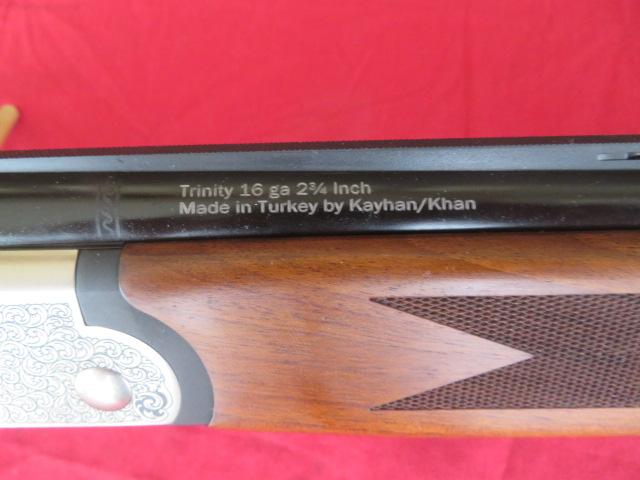 Trinity 16 ga 2¾ Inch
Made in Turkey by Kayhan/Khan